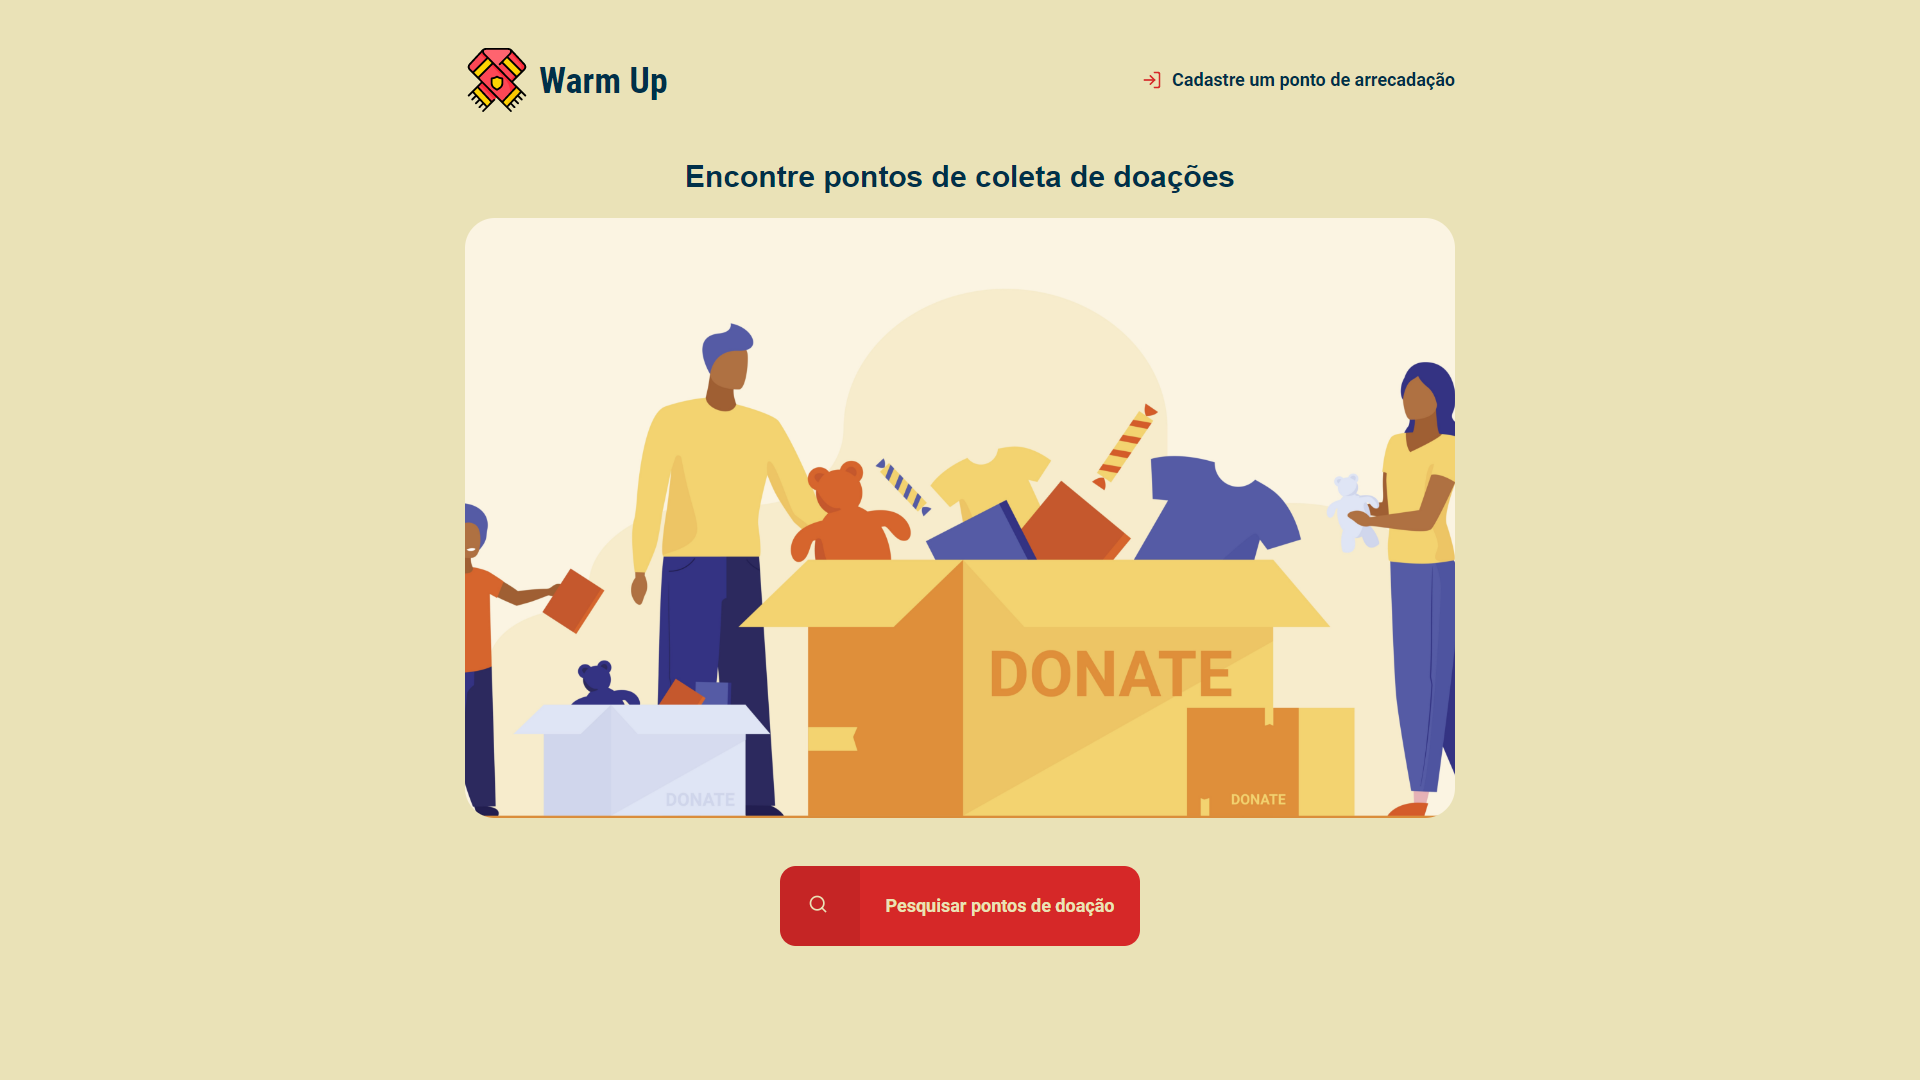 Warm Up
Cadastre um ponto de arrecadação
Encontre pontos de coleta de doações
DONATE
DONATE
DONATE
Pesquisar pontos de doação